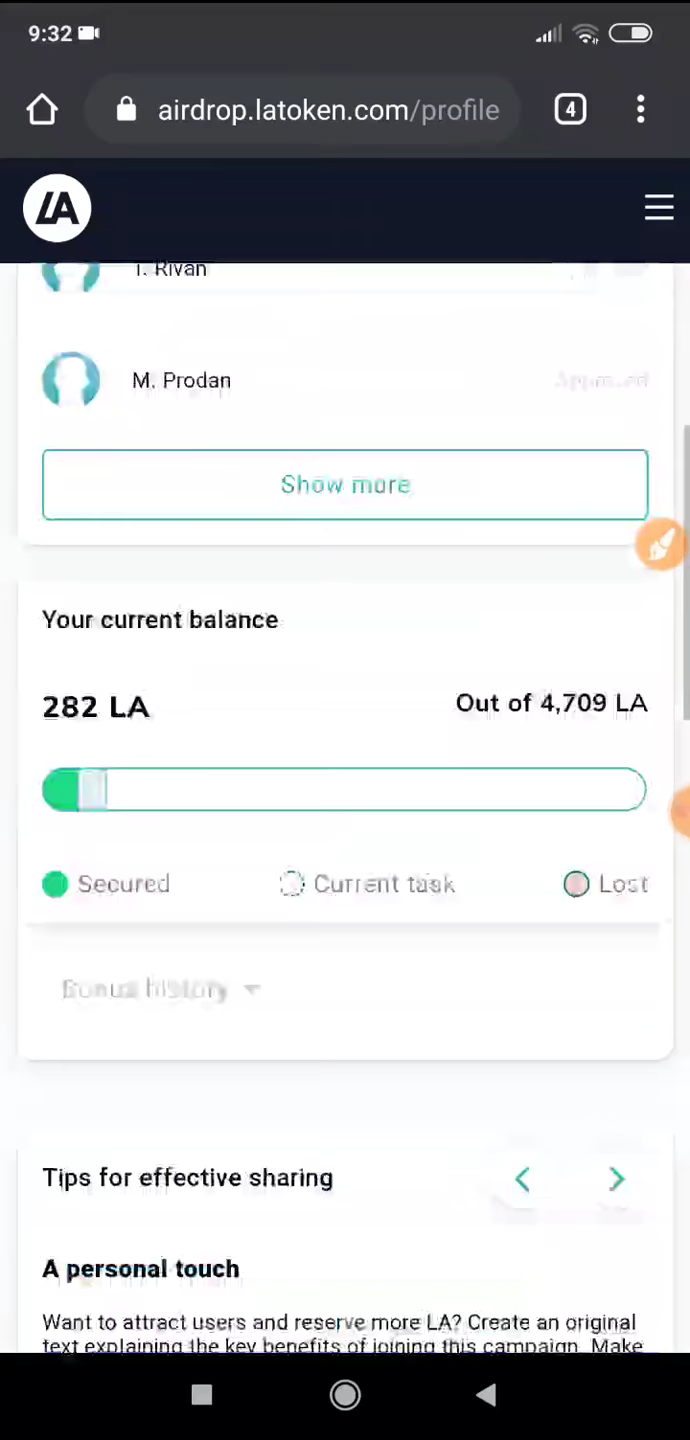 9:32
airdrop.latoken.com/profile
4
LA
T. Rivan
M. Prodan
Approved
Show more
Your current balance
282 LA
Out of 4,709 LA
Secured
Current task
Lost
Bonus history
Tips for effective sharing
A personal touch
Want to attract users and reserve more LA? Create an original
text explaining the key benefits of joining this campaign. Make